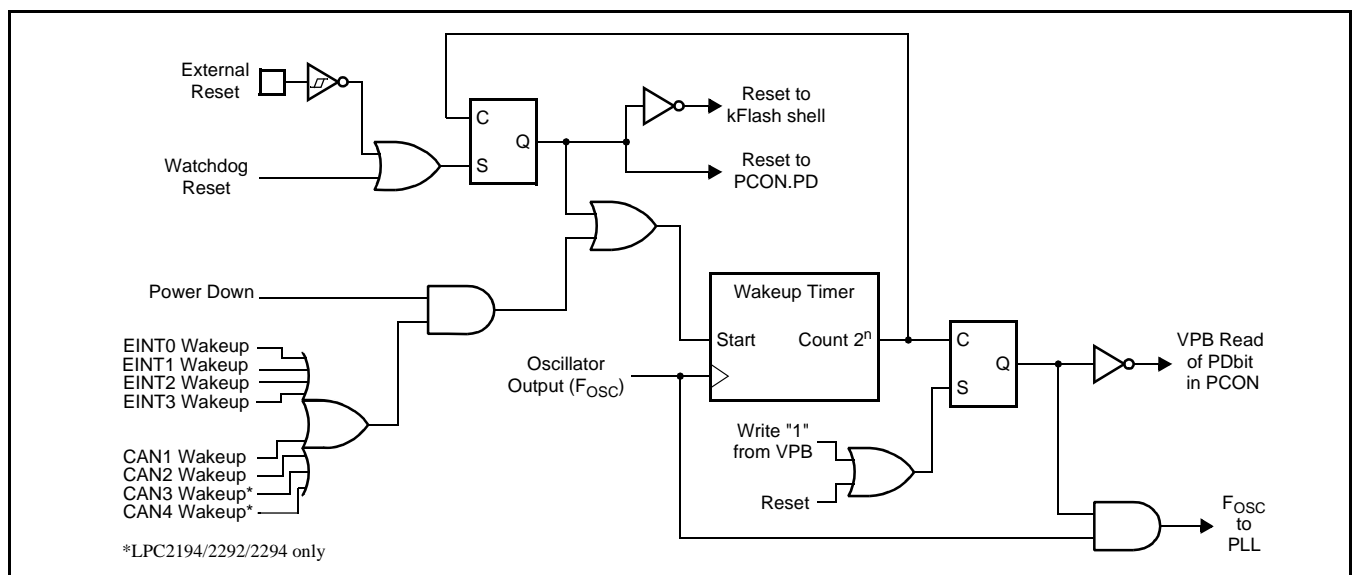 External
Reset
Watchdog
Reset
C
Q
S
Reset to
kFlash shell
Reset to
PCON.PD
Power Down
EINT0 Wakeup
EINT1 Wakeup
EINT2 Wakeup
EINT3 Wakeup
CAN1 Wakeup
CAN2 Wakeup
CAN3 Wakeup*
CAN4 Wakeup*
Oscillator
Output (FOSC)
Wakeup Timer
Start
Count 2ⁿ
Write "1"
from VPB
Reset
C
Q
S
VPB Read
of PDbit
in PCON
FOSC
to
PLL
*LPC2194/2292/2294 only